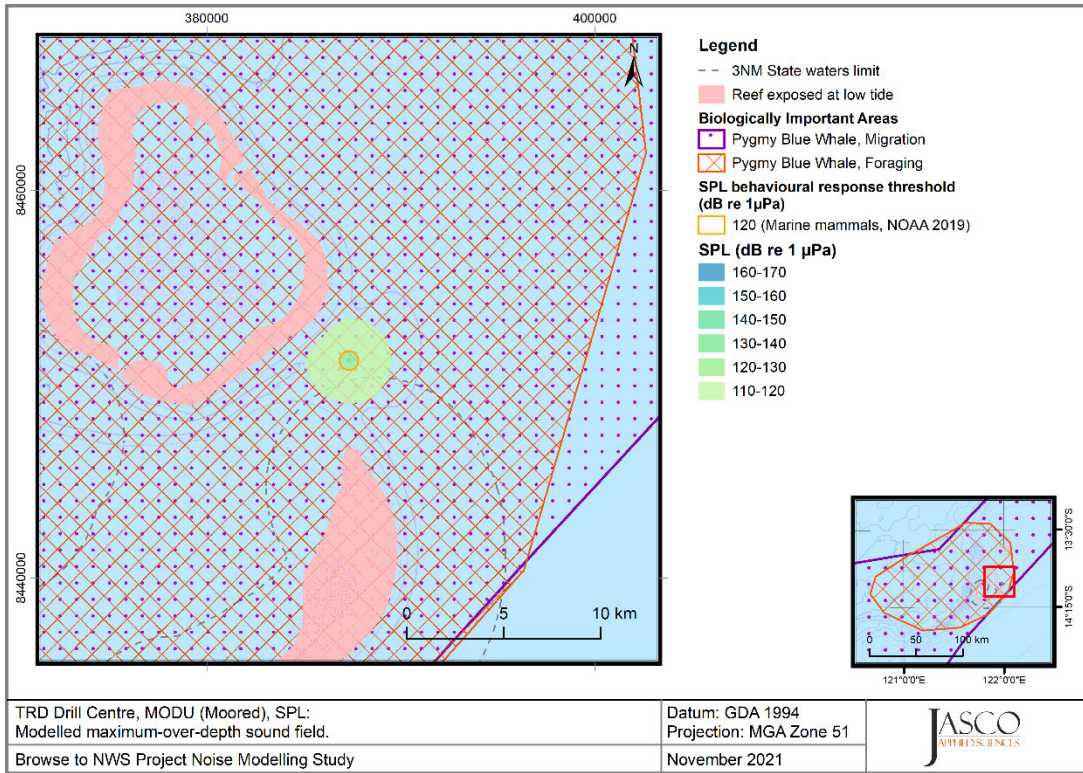 380000
400000
8460000
8440000
N
0 5 10 km
Legend
3NM State waters limit
Reef exposed at low tide
Biologically Important Areas
Pygmy Blue Whale, Migration
Pygmy Blue Whale, Foraging
SPL behavioural response threshold
(dB re 1µPa)
120 (Marine mammals, NOAA 2019)
SPL (dB re 1 µPa)
160-170
150-160
140-150
130-140
120-130
110-120
13°30'0"S
14°15'0"S
0 50 100 km
121°0'0"E
122°0'0"E
TRD Drill Centre, MODU (Moored), SPL:
Modelled maximum-over-depth sound field.
Browse to NWS Project Noise Modelling Study
Datum: GDA 1994
Projection: MGA Zone 51
November 2021
JASCO
APPLIED SCIENCES